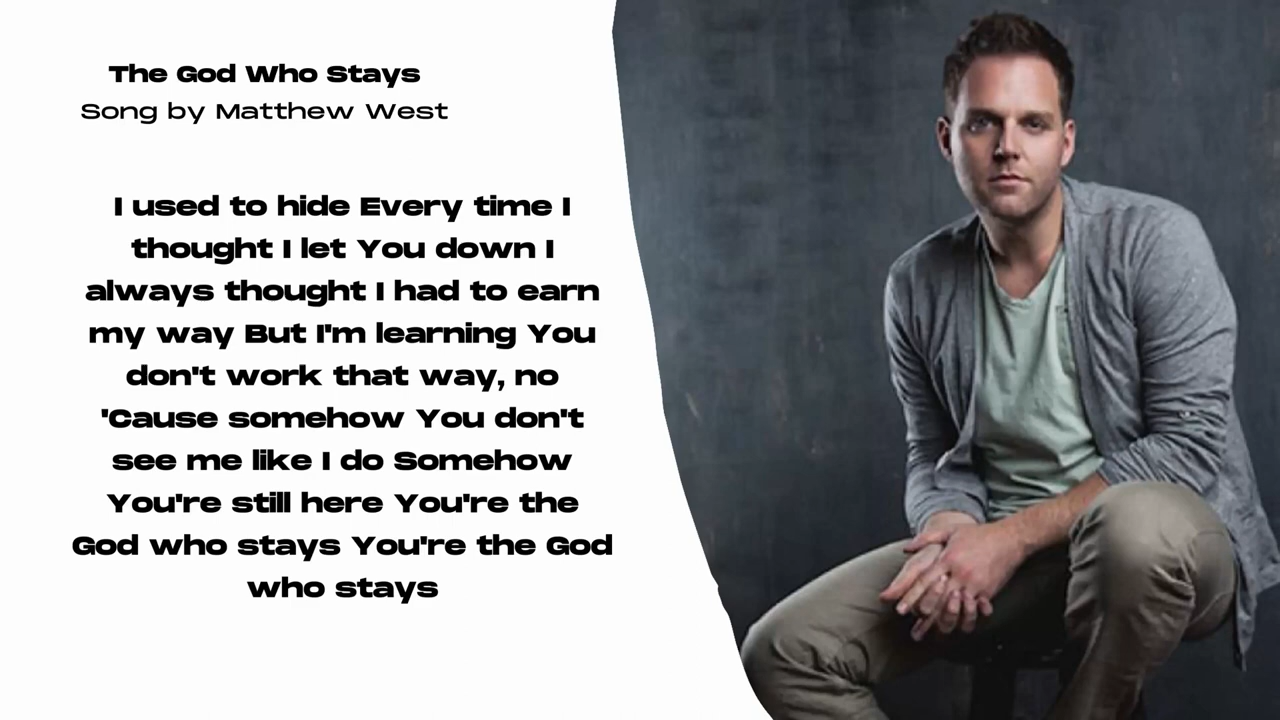 The God Who Stays
Song by Matthew West
I used to hide Every time I
thought I let You down I
always thought I had to earn
my way But I'm learning You
don't work that way, no
'Cause somehow You don't
see me like I do Somehow
You're still here You're the
God who stays You're the God
who stays